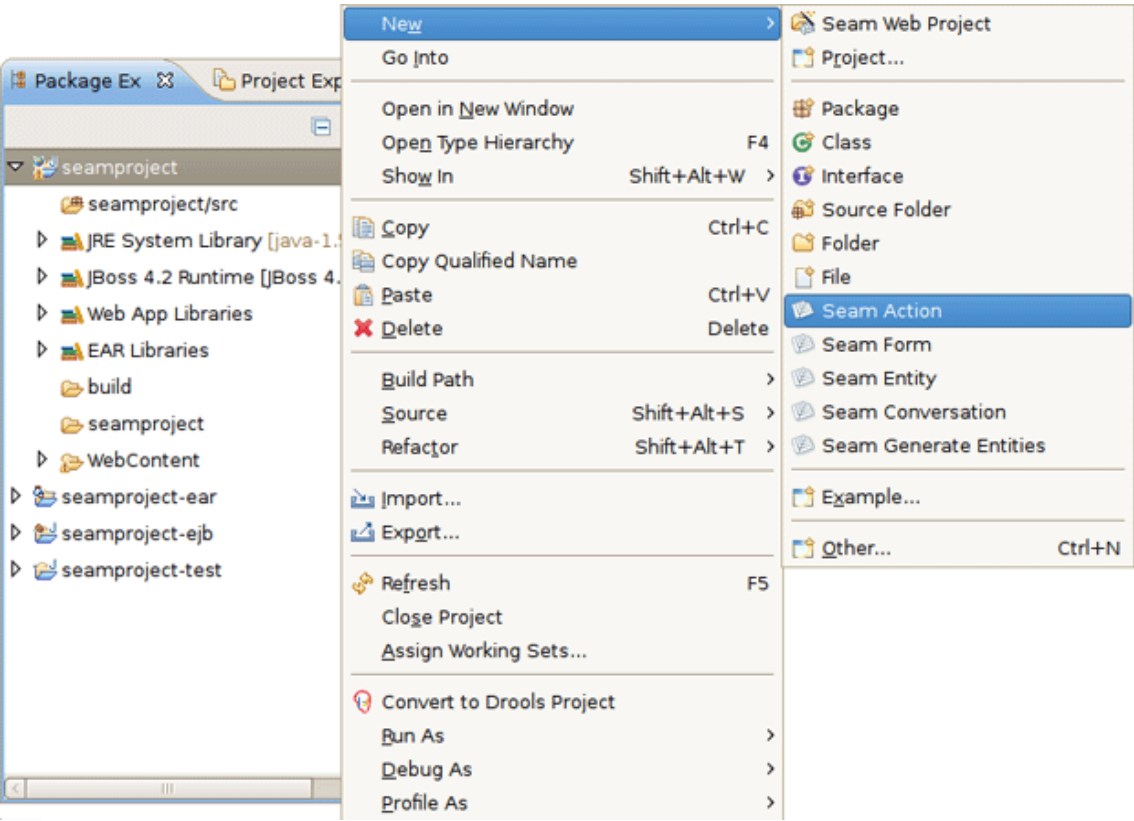 Package Ex
Project Exp
seamproject
seamproject/src
JRE System Library [java-1.5
JBoss 4.2 Runtime [JBoss 4.
Web App Libraries
EAR Libraries
build
seamproject
WebContent
seamproject-ear
seamproject-ejb
seamproject-test
New
Go Into
Open in New Window
Open Type Hierarchy F4
Show In Shift+Alt+W
Copy Ctrl+C
Copy Qualified Name
Paste Ctrl+V
Delete Delete
Build Path
Source Shift+Alt+S
Refactor Shift+Alt+T
Import...
Export...
Refresh F5
Close Project
Assign Working Sets...
Convert to Drools Project
Run As
Debug As
Profile As
Seam Web Project
Project...
Package
Class
Interface
Source Folder
Folder
File
Seam Action
Seam Form
Seam Entity
Seam Conversation
Seam Generate Entities
Example...
Other... Ctrl+N